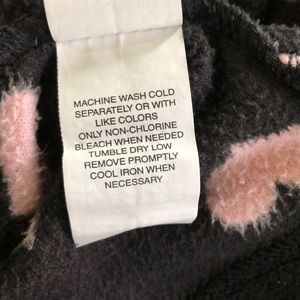 MACHINE WASH COLD
SEPARATELY OR WITH
LIKE COLORS
ONLY NON-CHLORINE
BLEACH WHEN NEEDED
TUMBLE DRY LOW
REMOVE PROMPTLY
COOL IRON WHEN
NECESSARY